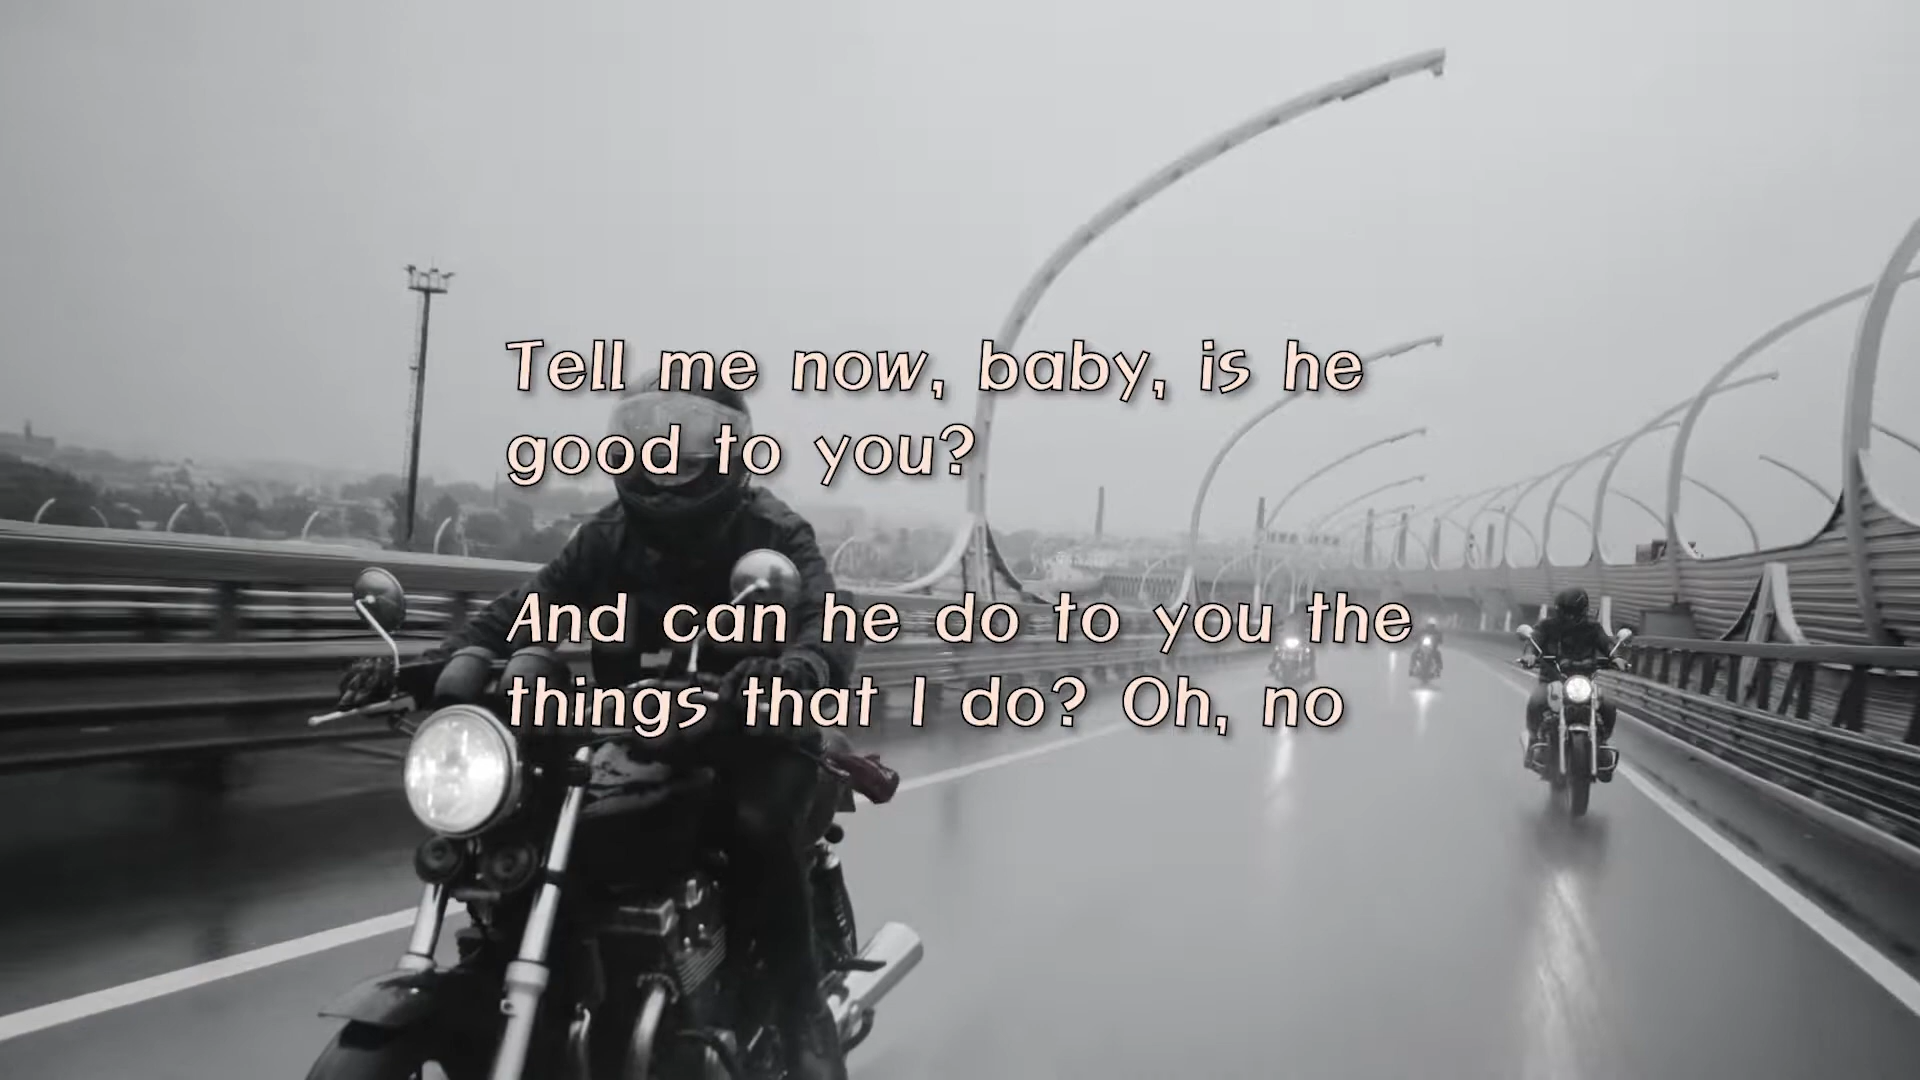 Tell me now, baby, is he
good to you?
And can he do to you the
things that I do? Oh, no